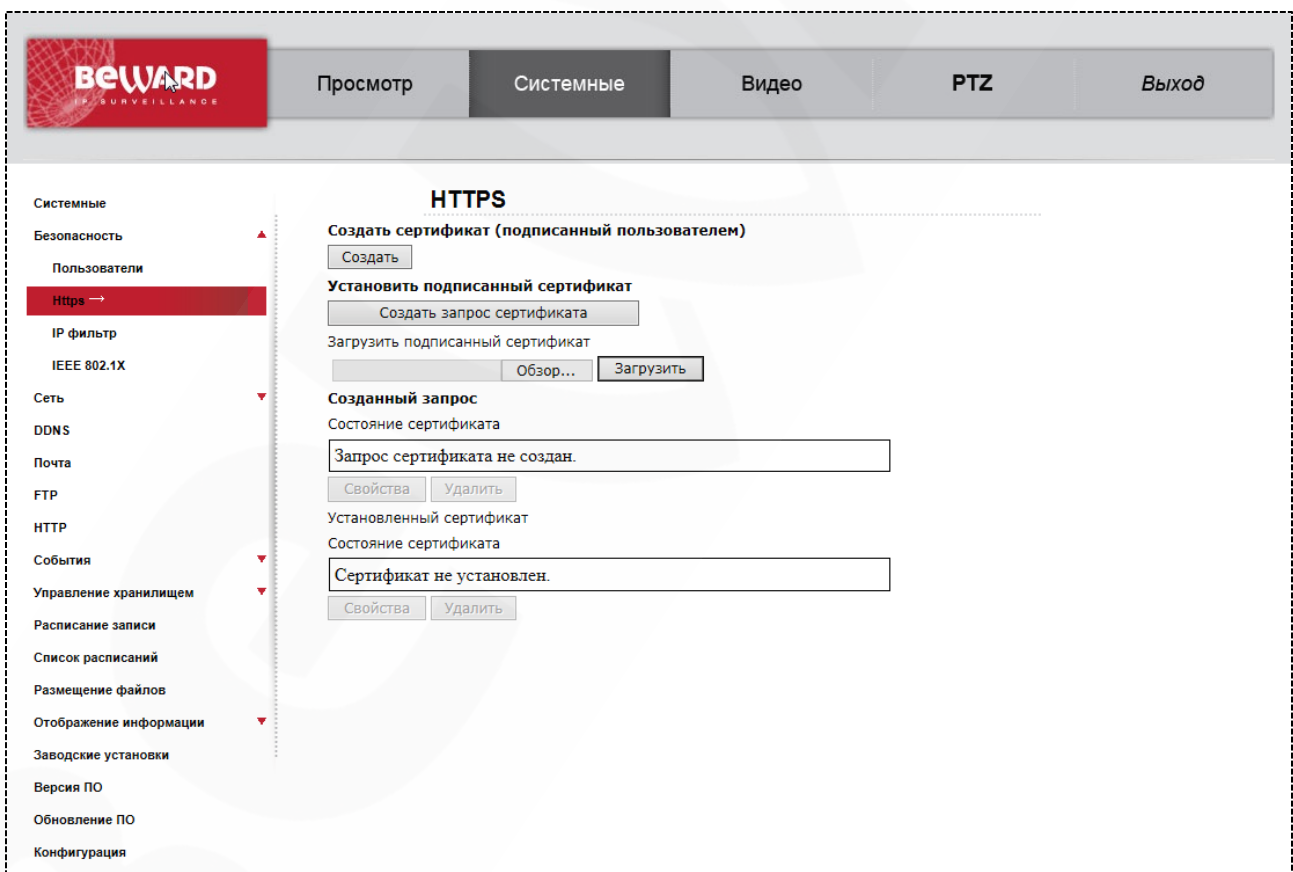 BEWARD
IP SURVEILLANCE
Просмотр Системные Видео PTZ Выход
Системные
Безопасность
Пользователи
Https →
IP фильтр
IEEE 802.1X
Сеть
DDNS
Почта
FTP
HTTP
События
Управление хранилищем
Расписание записи
Список расписаний
Размещение файлов
Отображение информации
Заводские установки
Версия ПО
Обновление ПО
Конфигурация
HTTPS
Создать сертификат (подписанный пользователем)
Создать
Установить подписанный сертификат
Создать запрос сертификата
Загрузить подписанный сертификат
Обзор... Загрузить
Созданный запрос
Состояние сертификата
Запрос сертификата не создан.
Свойства Удалить
Установленный сертификат
Состояние сертификата
Сертификат не установлен.
Свойства Удалить